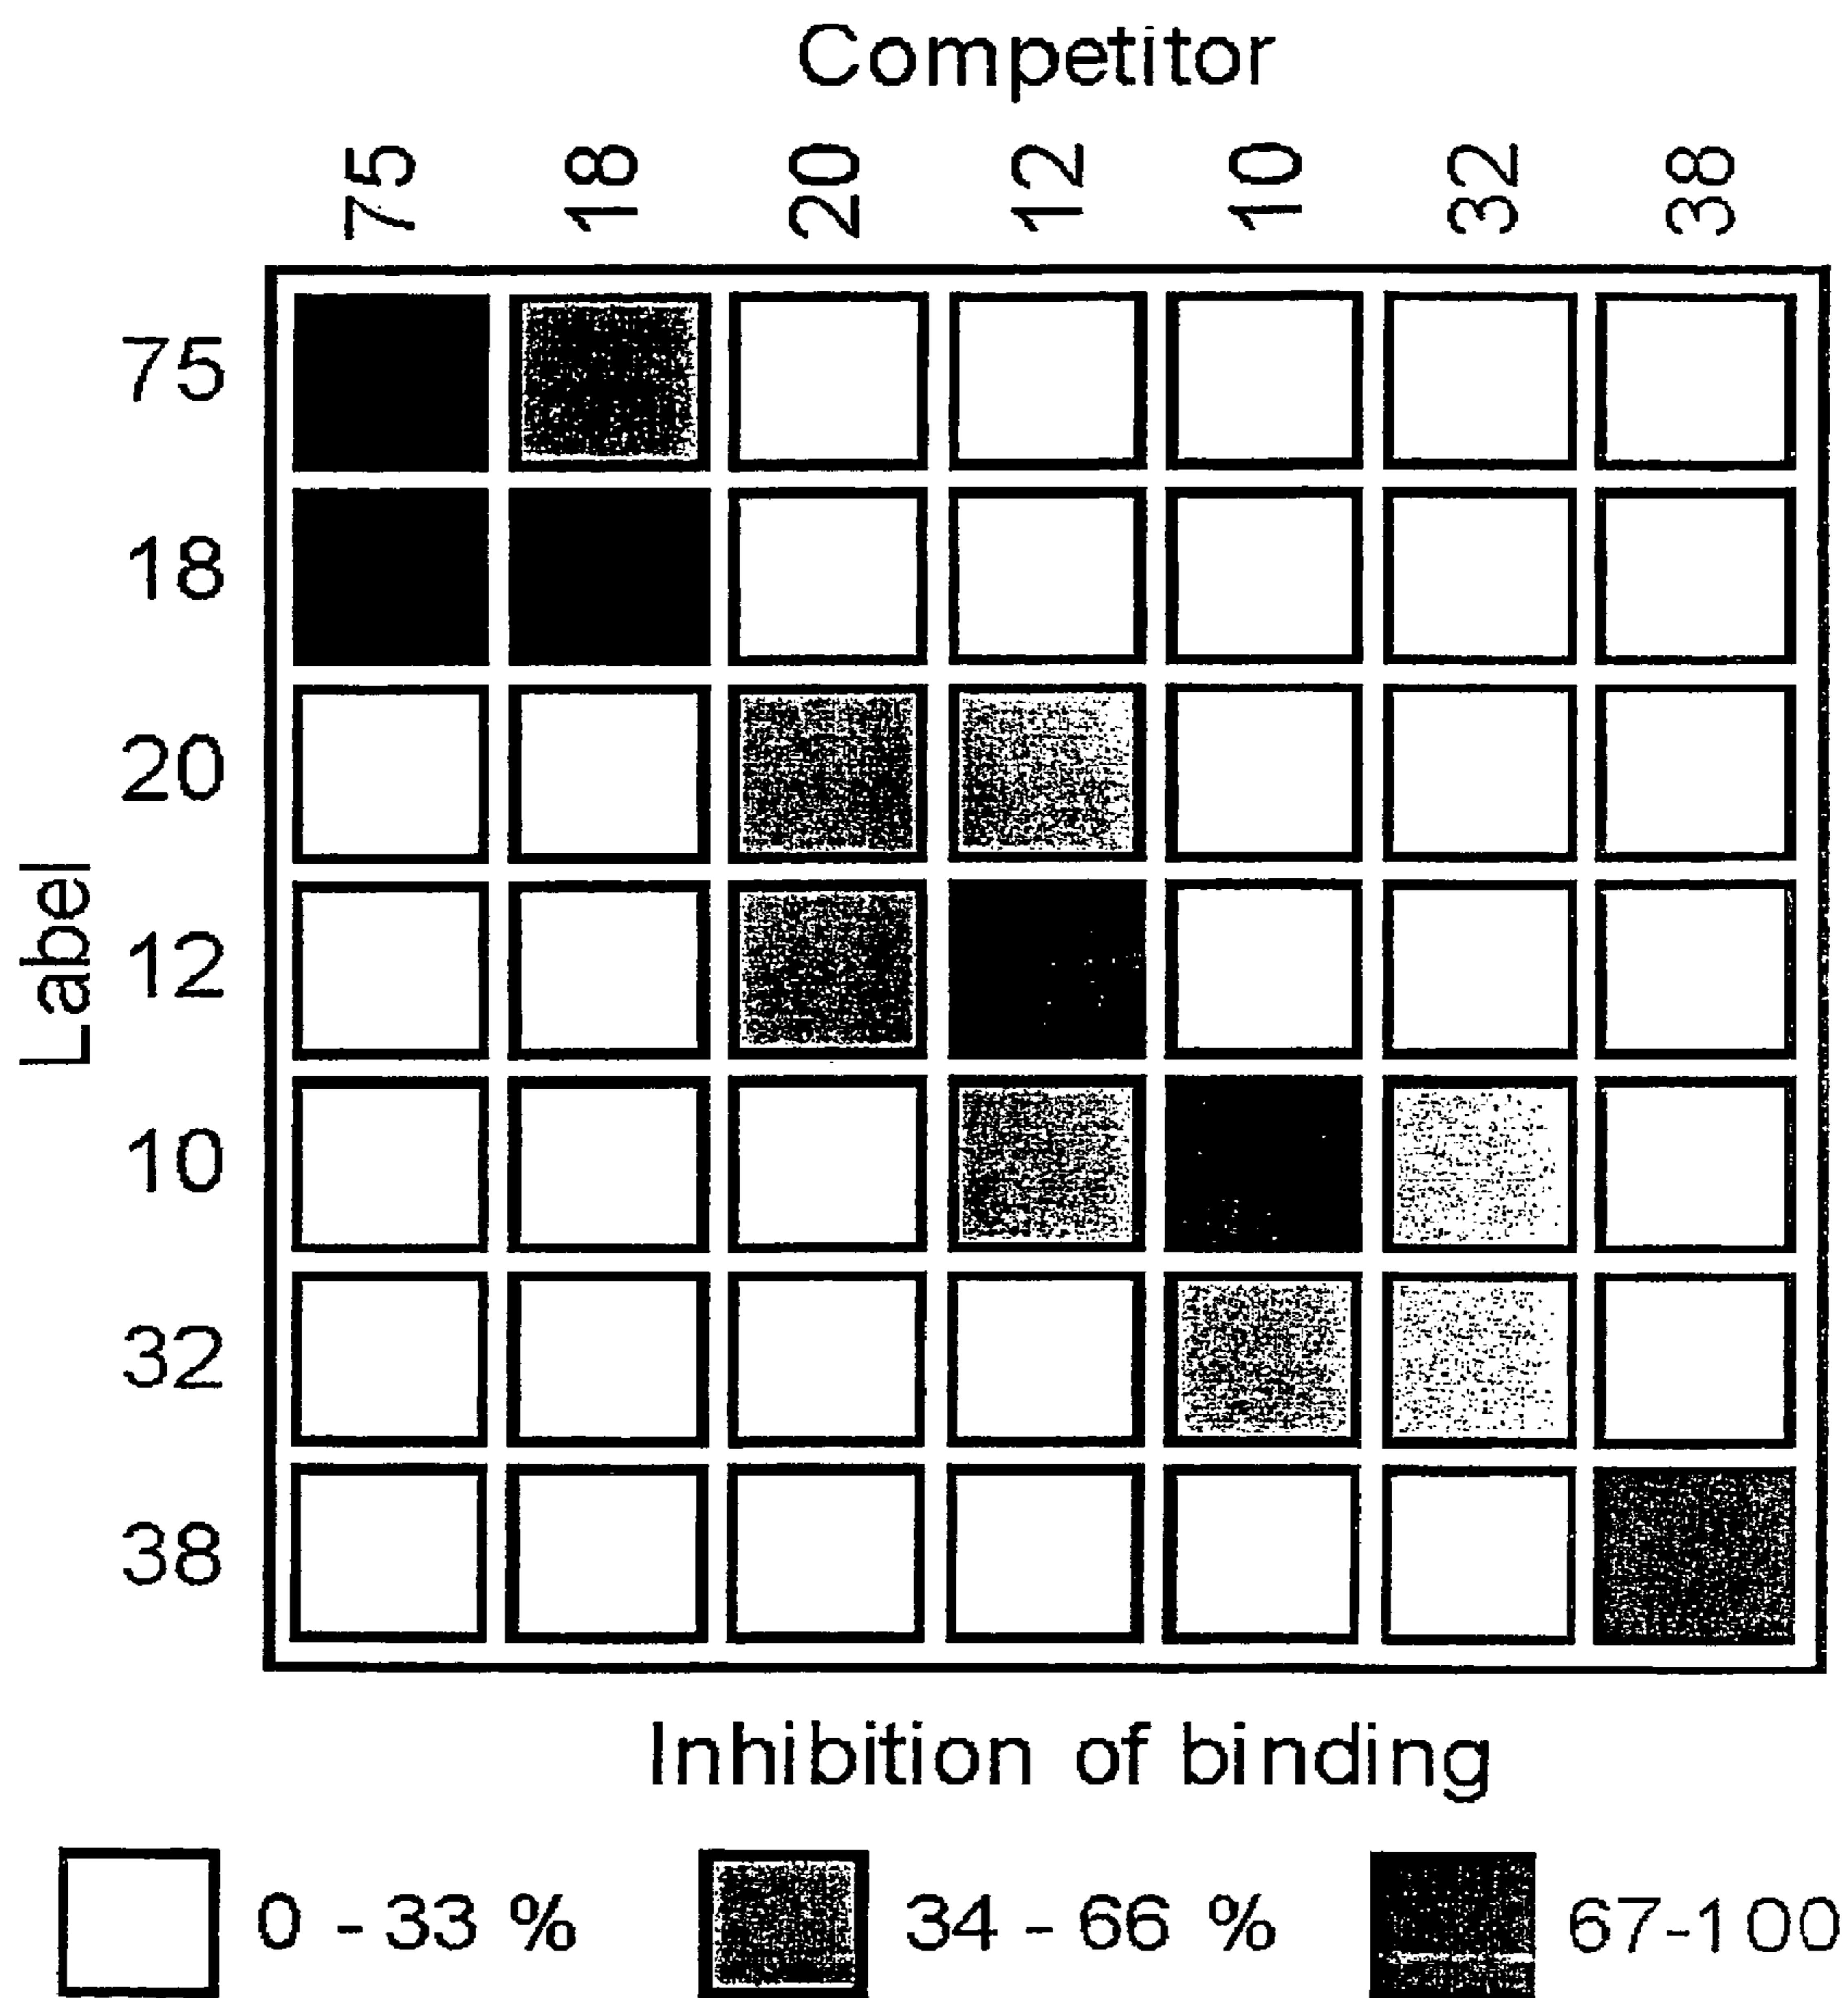 Competitor
75 18 20 12 10 32 38
75
18
20
Label
12
10
32
38
Inhibition of binding
0 - 33 %
34 - 66 %
67-100